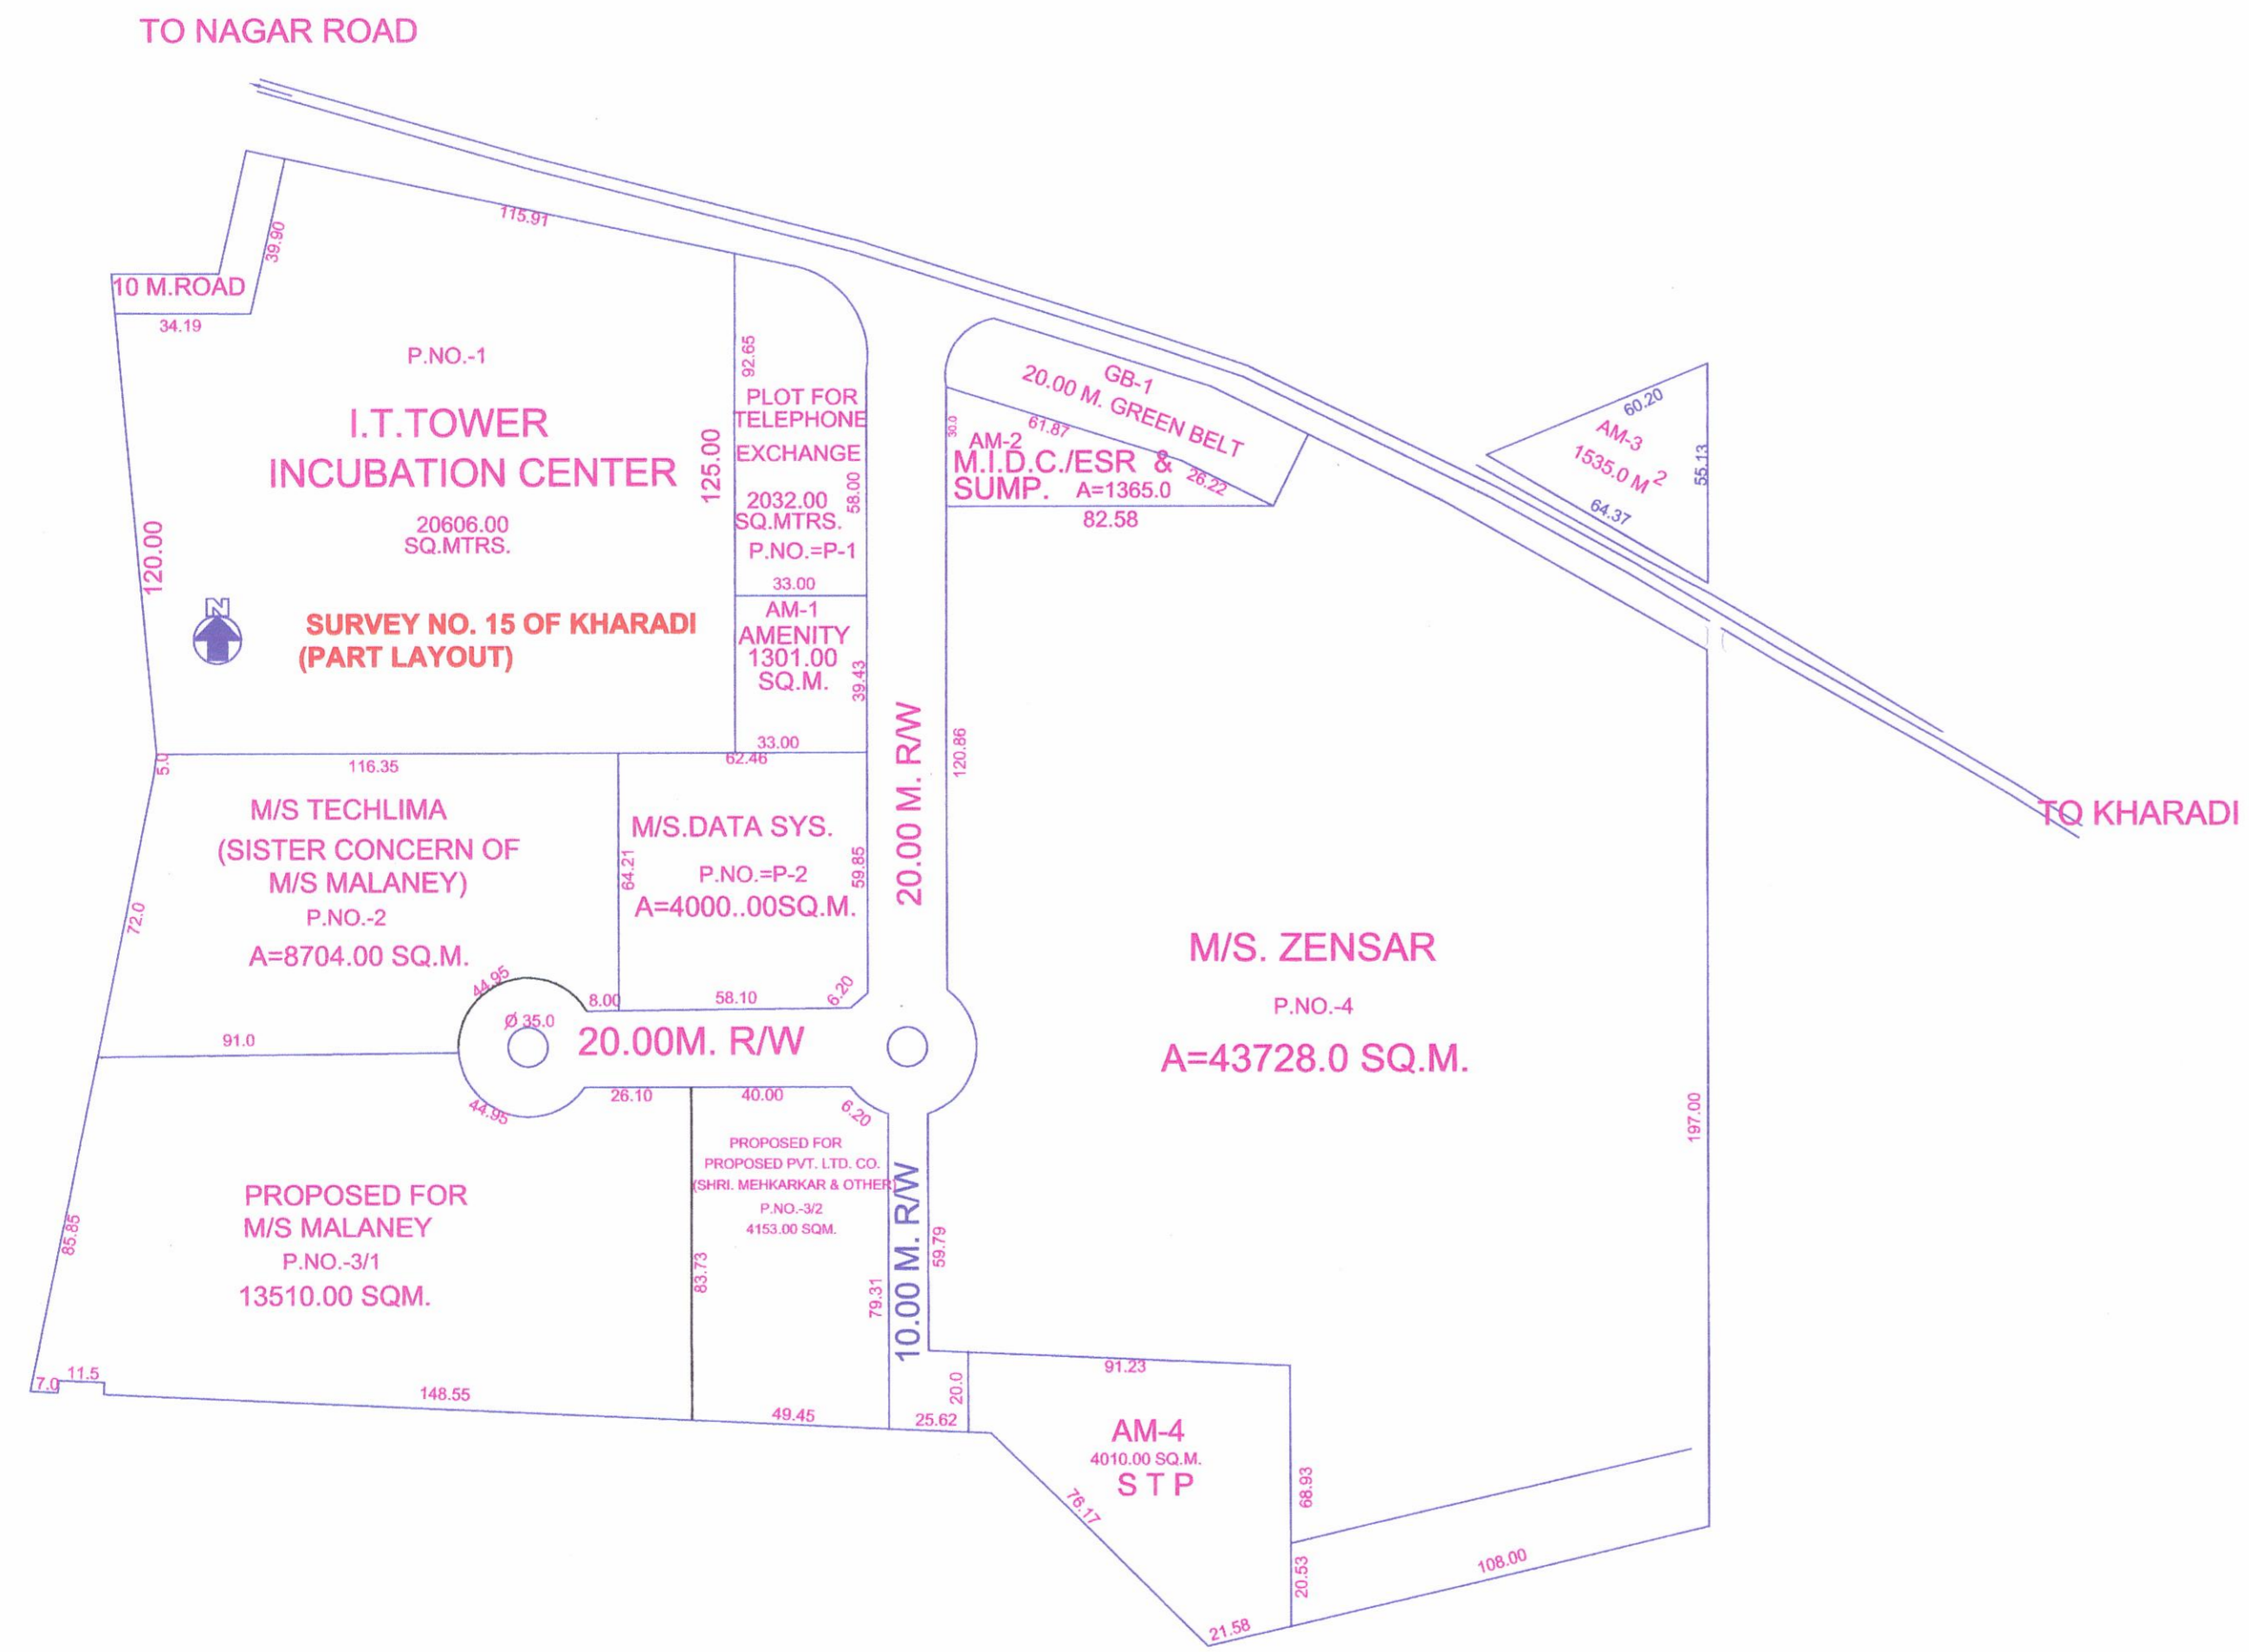 TO NAGAR ROAD
115.91
39.90
10 M.ROAD
34.19
P.NO.-1
I.T.TOWER
INCUBATION CENTER
20606.00
SQ.MTRS.
120.00
125.00
N
SURVEY NO. 15 OF KHARADI
(PART LAYOUT)
92.65
PLOT FOR
TELEPHONE
EXCHANGE
2032.00
SQ.MTRS.
58.00
P.NO.=P-1
33.00
AM-1
AMENITY
1301.00
SQ.M.
39.43
33.00
GB-1
20.00 M. GREEN BELT
30.0
61.87
26.22
AM-2
M.I.D.C./ESR &
SUMP. A=1365.0
82.58
60.20
AM-3
1535.0 M2
55.13
64.37
TO KHARADI
5.0
116.35
62.46
M/S TECHLIMA
(SISTER CONCERN OF
M/S MALANEY)
P.NO.-2
A=8704.00 SQ.M.
72.0
44.95
91.0
M/S.DATA SYS.
P.NO.=P-2
A=4000..00SQ.M.
64.21
59.85
8.00
58.10
6.20
20.00 M. R/W
120.86
M/S. ZENSAR
P.NO.-4
A=43728.0 SQ.M.
197.00
Ø 35.0
20.00M. R/W
44.95
26.10
40.00
6.20
PROPOSED FOR
M/S MALANEY
P.NO.-3/1
13510.00 SQM.
85.85
7.0
11.5
148.55
83.73
PROPOSED FOR
PROPOSED PVT. LTD. CO.
(SHRI. MEHKARKAR & OTHER)
P.NO.-3/2
4153.00 SQM.
79.31
49.45
10.00 M. R/W
59.79
25.62
20.0
91.23
AM-4
4010.00 SQ.M.
S T P
76.17
68.93
20.53
21.58
108.00